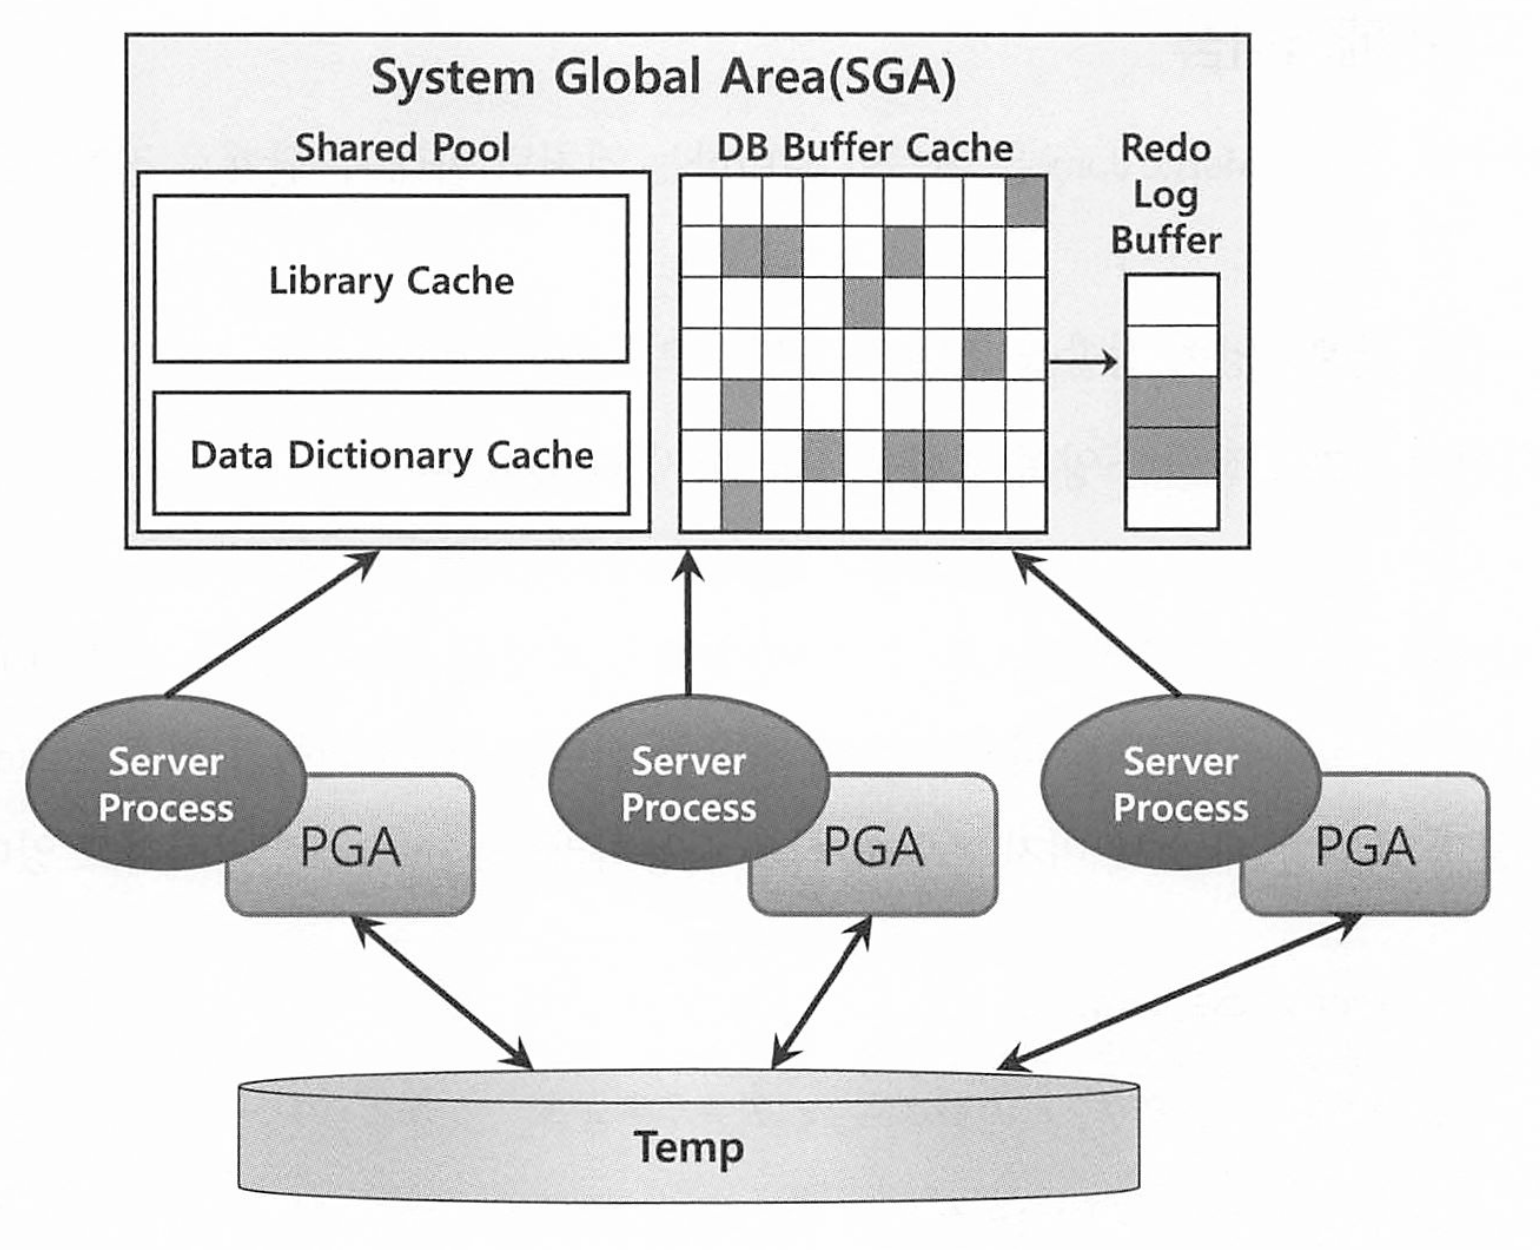 System Global Area(SGA)
Shared Pool
DB Buffer Cache
Redo
Log
Buffer
Library Cache
Data Dictionary Cache
Server
Process
PGA
Server
Process
PGA
Server
Process
PGA
Temp